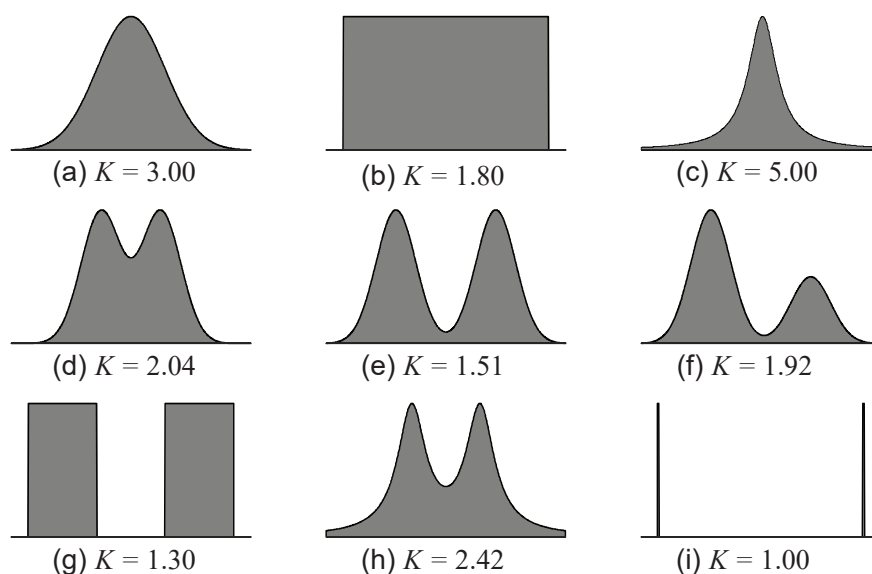 (a) K = 3.00
(b) K = 1.80
(c) K = 5.00
(d) K = 2.04
(e) K = 1.51
(f) K = 1.92
(g) K = 1.30
(h) K = 2.42
(i) K = 1.00